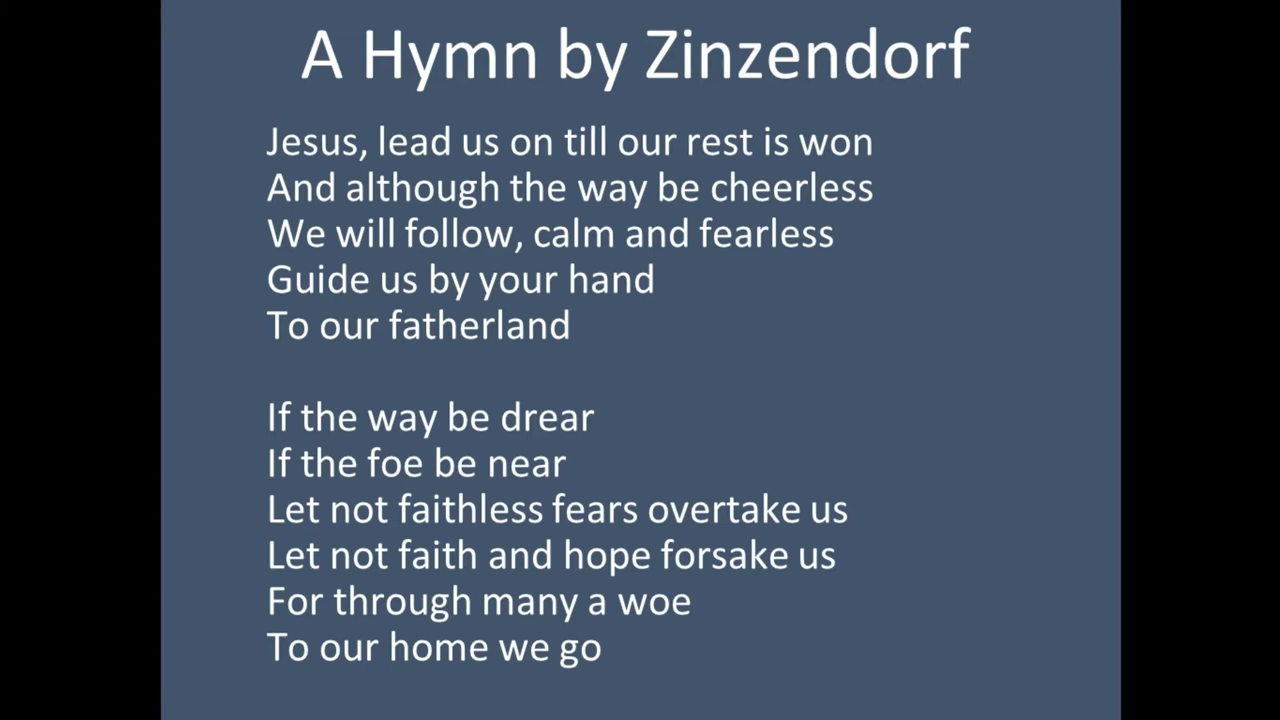 A Hymn by Zinzendorf
Jesus, lead us on till our rest is won
And although the way be cheerless
We will follow, calm and fearless
Guide us by your hand
To our fatherland
If the way be drear
If the foe be near
Let not faithless fears overtake us
Let not faith and hope forsake us
For through many a woe
To our home we go